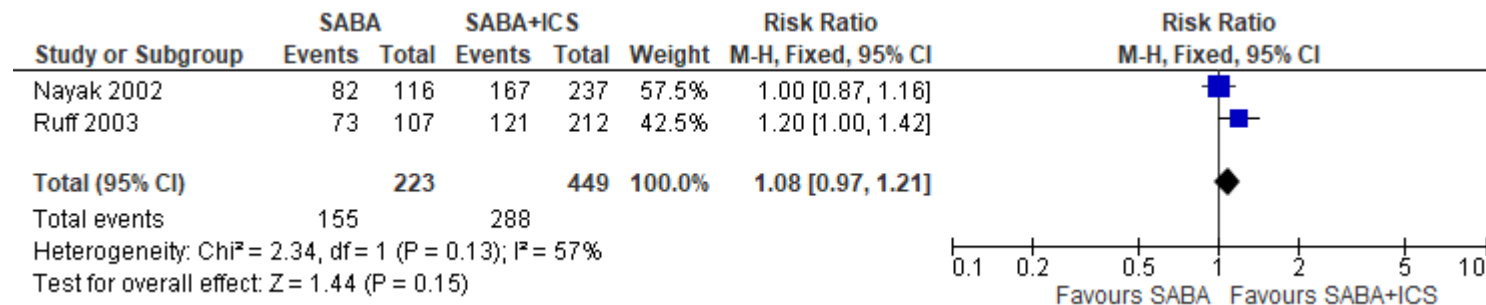 SABA SABA+ICS Risk Ratio Risk Ratio
Study or Subgroup Events Total Events Total Weight M-H, Fixed, 95% CI M-H, Fixed, 95% CI
Nayak 2002 82 116 167 237 57.5% 1.00 [0.87, 1.16]
Ruff 2003 73 107 121 212 42.5% 1.20 [1.00, 1.42]
Total (95% CI) 223 449 100.0% 1.08 [0.97, 1.21]
Total events 155 288
Heterogeneity: Chi² = 2.34, df = 1 (P = 0.13); I² = 57%
Test for overall effect: Z = 1.44 (P = 0.15)
0.1 0.2 0.5 1 2 5 10
Favours SABA Favours SABA+ICS